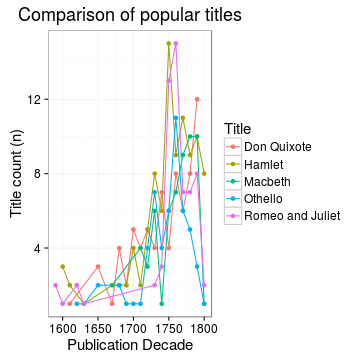 Comparison of popular titles
Title count (n)
12
8
4
1600 1650 1700 1750 1800
Publication Decade
Title
Don Quixote
Hamlet
Macbeth
Othello
Romeo and Juliet